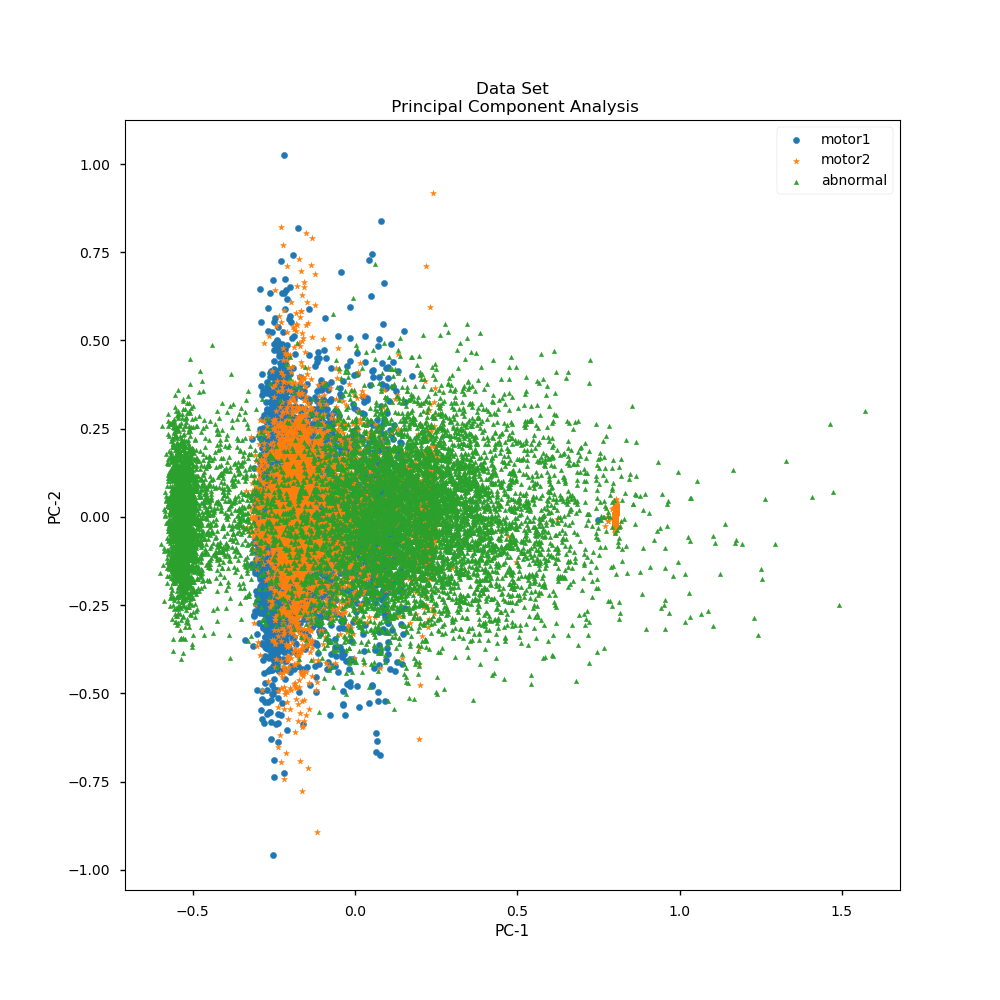 Data Set
Principal Component Analysis
motor1
motor2
abnormal
1.00
0.75
0.50
0.25
0.00
−0.25
−0.50
−0.75
−1.00
PC-2
−0.5
0.0
0.5
1.0
1.5
PC-1